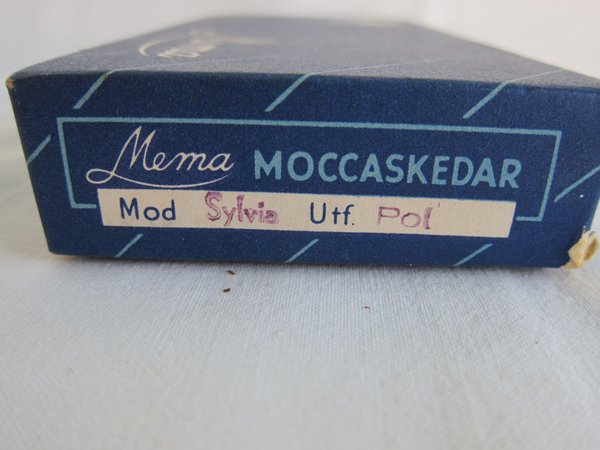 Mema MOCCASKEDAR
Mod Sylvia Utf. Pol